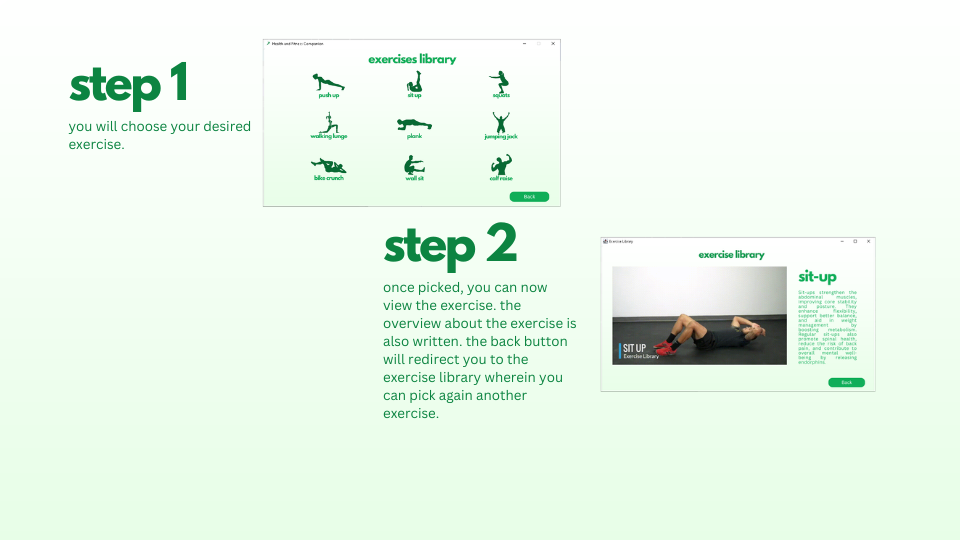 step 1
you will choose your desired
exercise.
Health and Fitness Companion
exercises library
push up
sit up
squats
walking lunge
plank
jumping jack
bike crunch
wall sit
calf raise
Back
step 2
once picked, you can now
view the exercise. the
overview about the exercise is
also written. the back button
will redirect you to the
exercise library wherein you
can pick again another
exercise.
Exercise Library
exercise library
SIT UP
Exercise Library
sit-up
Sit-ups strengthen the
abdominal muscles,
improving core stability
and posture. They
enhance flexibility,
support better balance,
and aid in weight
management by
boosting metabolism.
Regular sit-ups also
promote spinal health,
reduce the risk of back
pain, and contribute to
overall mental well-
being by releasing
endorphins.
Back